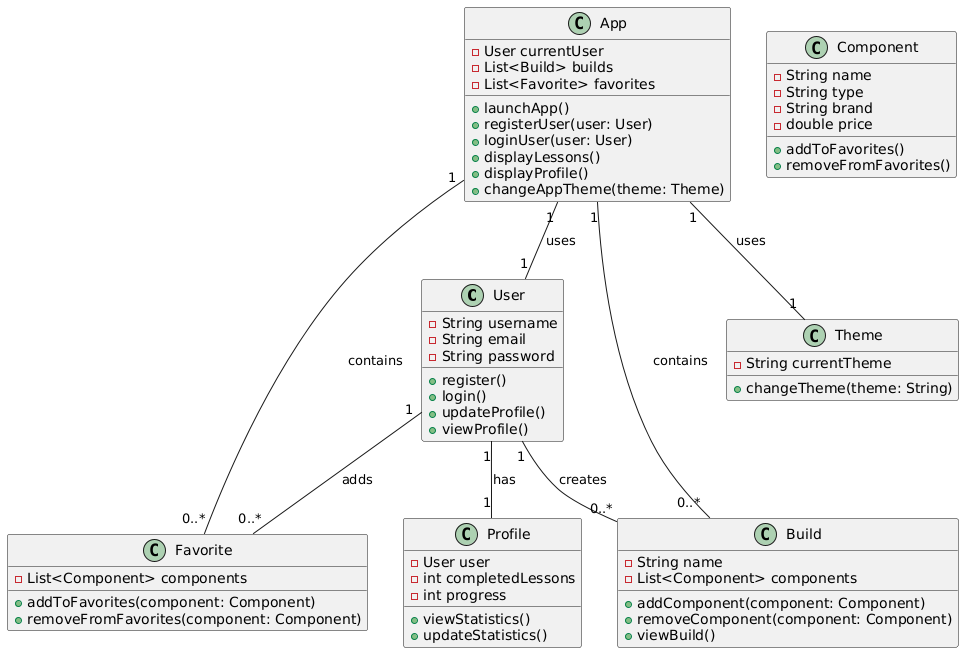 C App
User currentUser
List<Build> builds
List<Favorite> favorites
launchApp()
registerUser(user: User)
loginUser(user: User)
displayLessons()
displayProfile()
changeAppTheme(theme: Theme)
C Component
String name
String type
String brand
double price
addToFavorites()
removeFromFavorites()
1
1
1
1
uses
uses
1
1
C User
String username
String email
String password
register()
login()
updateProfile()
viewProfile()
C Theme
String currentTheme
changeTheme(theme: String)
contains
contains
1
1
1
adds
has
creates
0..*
0..*
1
0..*
0..*
C Favorite
List<Component> components
addToFavorites(component: Component)
removeFromFavorites(component: Component)
C Profile
User user
int completedLessons
int progress
viewStatistics()
updateStatistics()
C Build
String name
List<Component> components
addComponent(component: Component)
removeComponent(component: Component)
viewBuild()